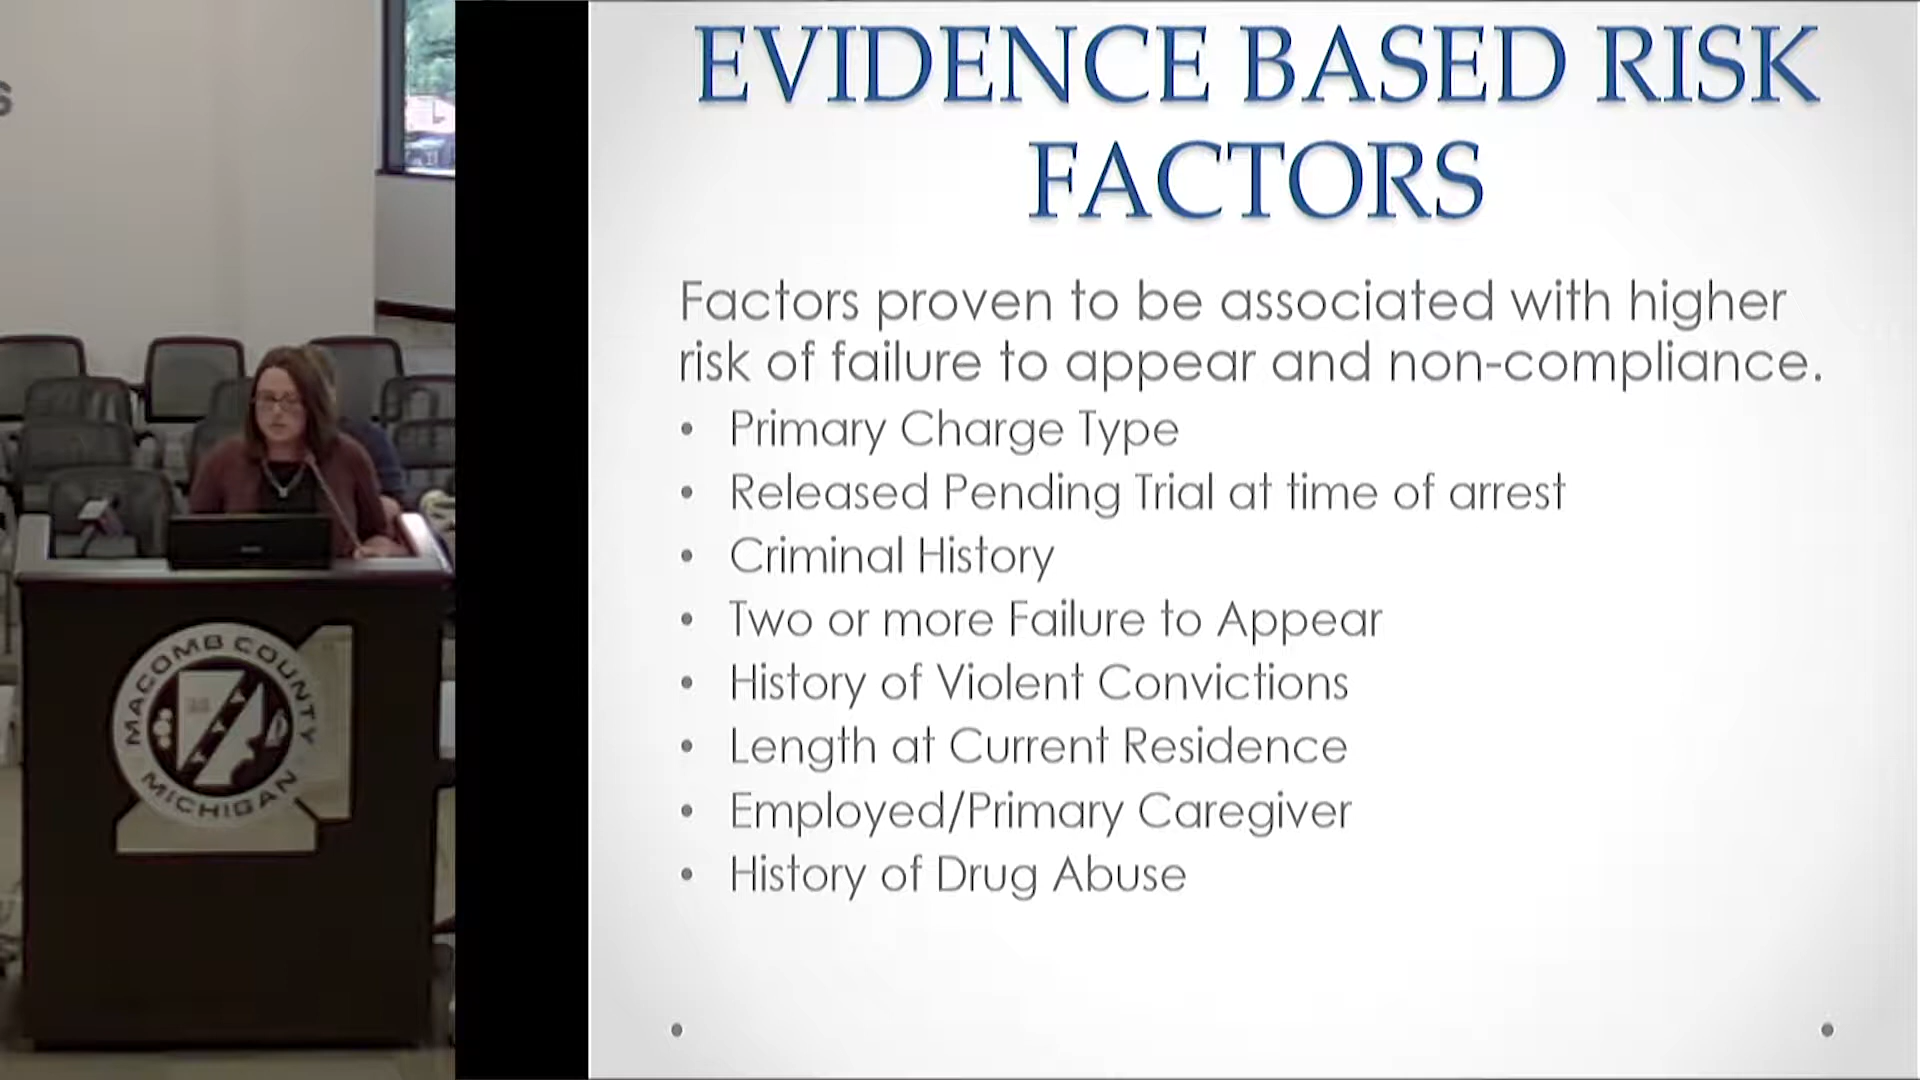 S
EVIDENCE BASED RISK
FACTORS
Factors proven to be associated with higher
risk of failure to appear and non-compliance.
• Primary Charge Type
• Released Pending Trial at time of arrest
• Criminal History
• Two or more Failure to Appear
• History of Violent Convictions
• Length at Current Residence
• Employed/Primary Caregiver
• History of Drug Abuse
MACOMB COUNTY
MICHIGAN